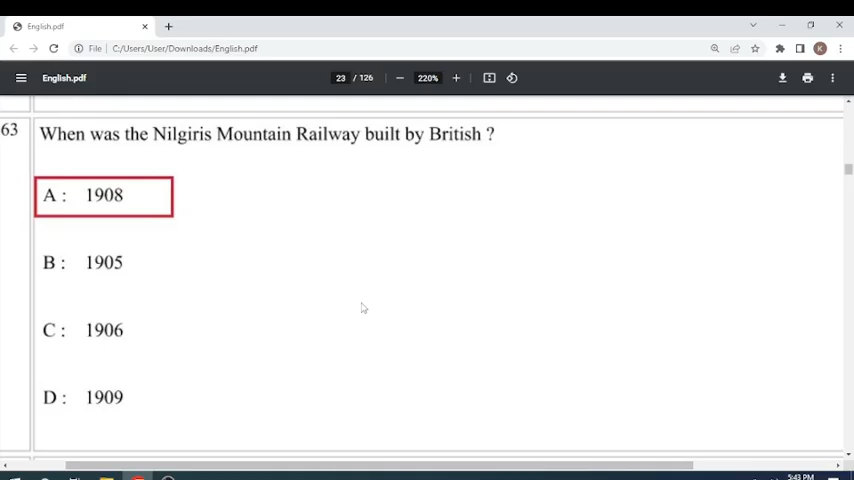 English.pdf
File C:/Users/User/Downloads/English.pdf
K
English.pdf
23 / 126
220%
63 When was the Nilgiris Mountain Railway built by British ?
A : 1908
B : 1905
C : 1906
D : 1909
5:43 PM